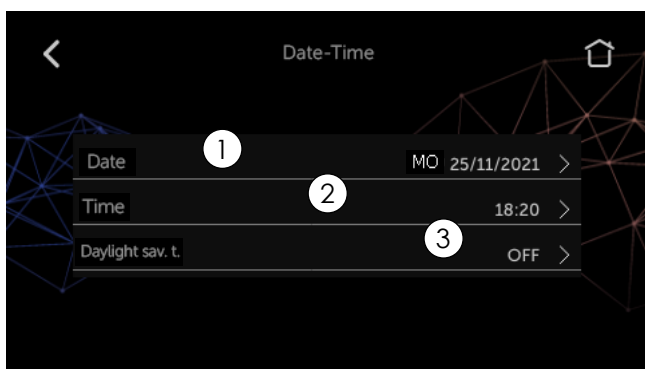 Date-Time
Date 1 MO 25/11/2021
2
Time 18:20
3
Daylight sav. t. OFF